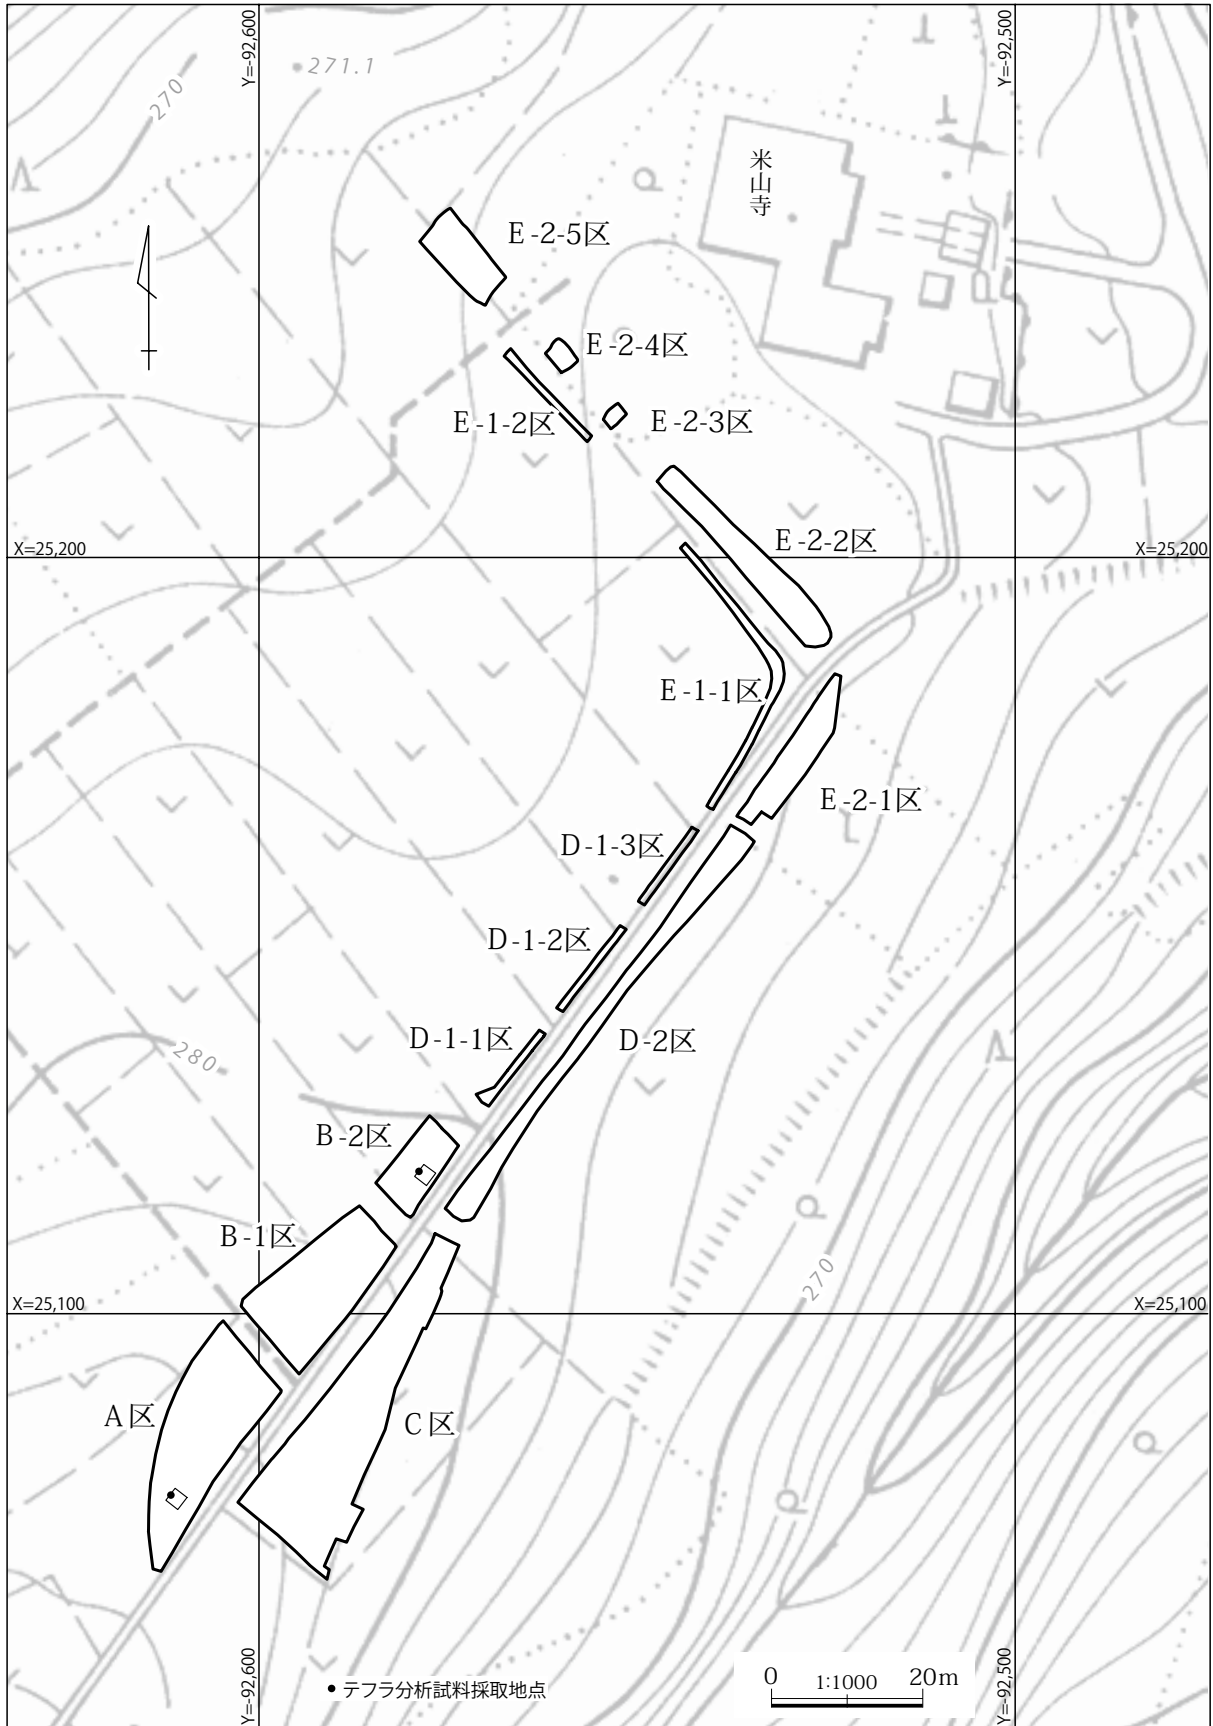 Y=-92,600
Y=-92,500
271.1
270
米山寺
E-2-5区
E-2-4区
E-1-2区
E-2-3区
X=25,200
X=25,200
E-2-2区
E-1-1区
E-2-1区
D-1-3区
D-1-2区
D-1-1区
D-2区
280
B-2区
B-1区
270
X=25,100
X=25,100
A区
C区
Y=-92,600
Y=-92,500
テフラ分析試料採取地点
0 1:1000 20m